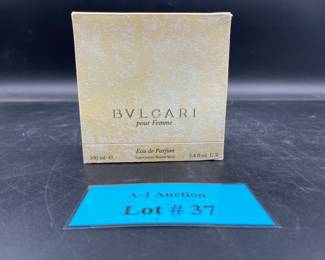 BVLGARI
pour Femme
Eau de Parfum
100 ml ℮ 3.4 fl.oz. U.S.
A-1 Auction
Lot # 37